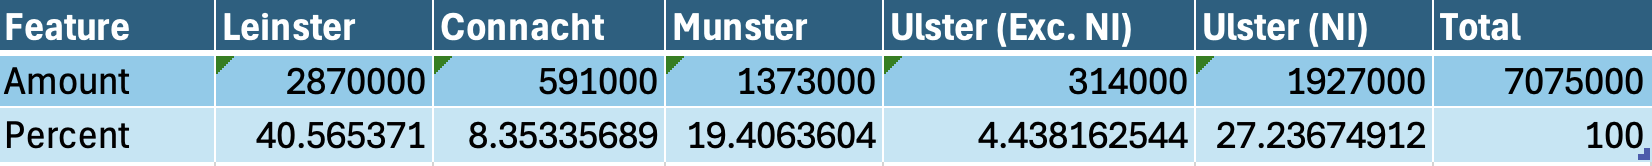 Feature Leinster Connacht Munster Ulster (Exc. NI) Ulster (NI) Total
Amount 2870000 591000 1373000 314000 1927000 7075000
Percent 40.565371 8.35335689 19.4063604 4.438162544 27.23674912 100